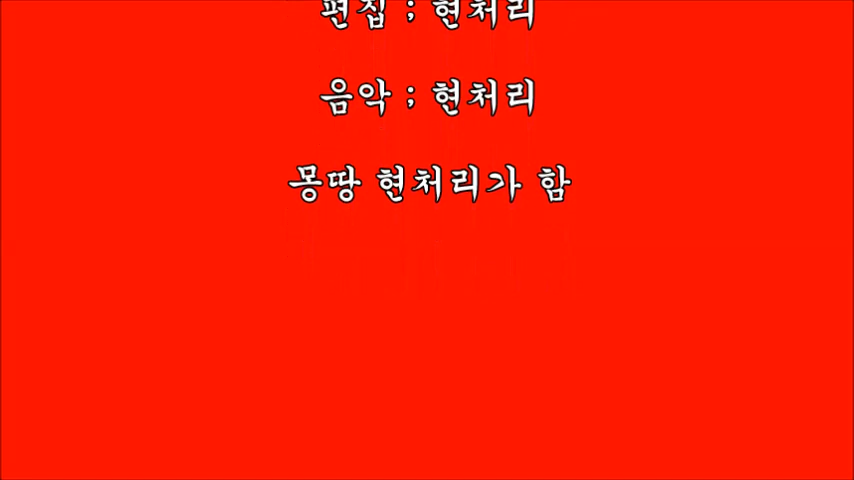 편집 ; 현처리
음악 ; 현처리
몽땅 현처리가 함